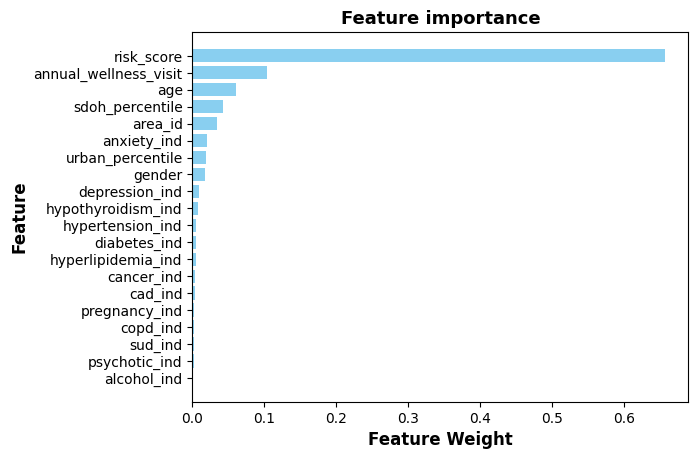 Feature importance
risk_score
annual_wellness_visit
age
sdoh_percentile
area_id
anxiety_ind
urban_percentile
gender
depression_ind
hypothyroidism_ind
hypertension_ind
diabetes_ind
hyperlipidemia_ind
cancer_ind
cad_ind
pregnancy_ind
copd_ind
sud_ind
psychotic_ind
alcohol_ind
Feature
0.0 0.1 0.2 0.3 0.4 0.5 0.6
Feature Weight